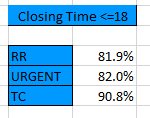 Closing Time <=18
RR 81.9%
URGENT 82.0%
TC 90.8%